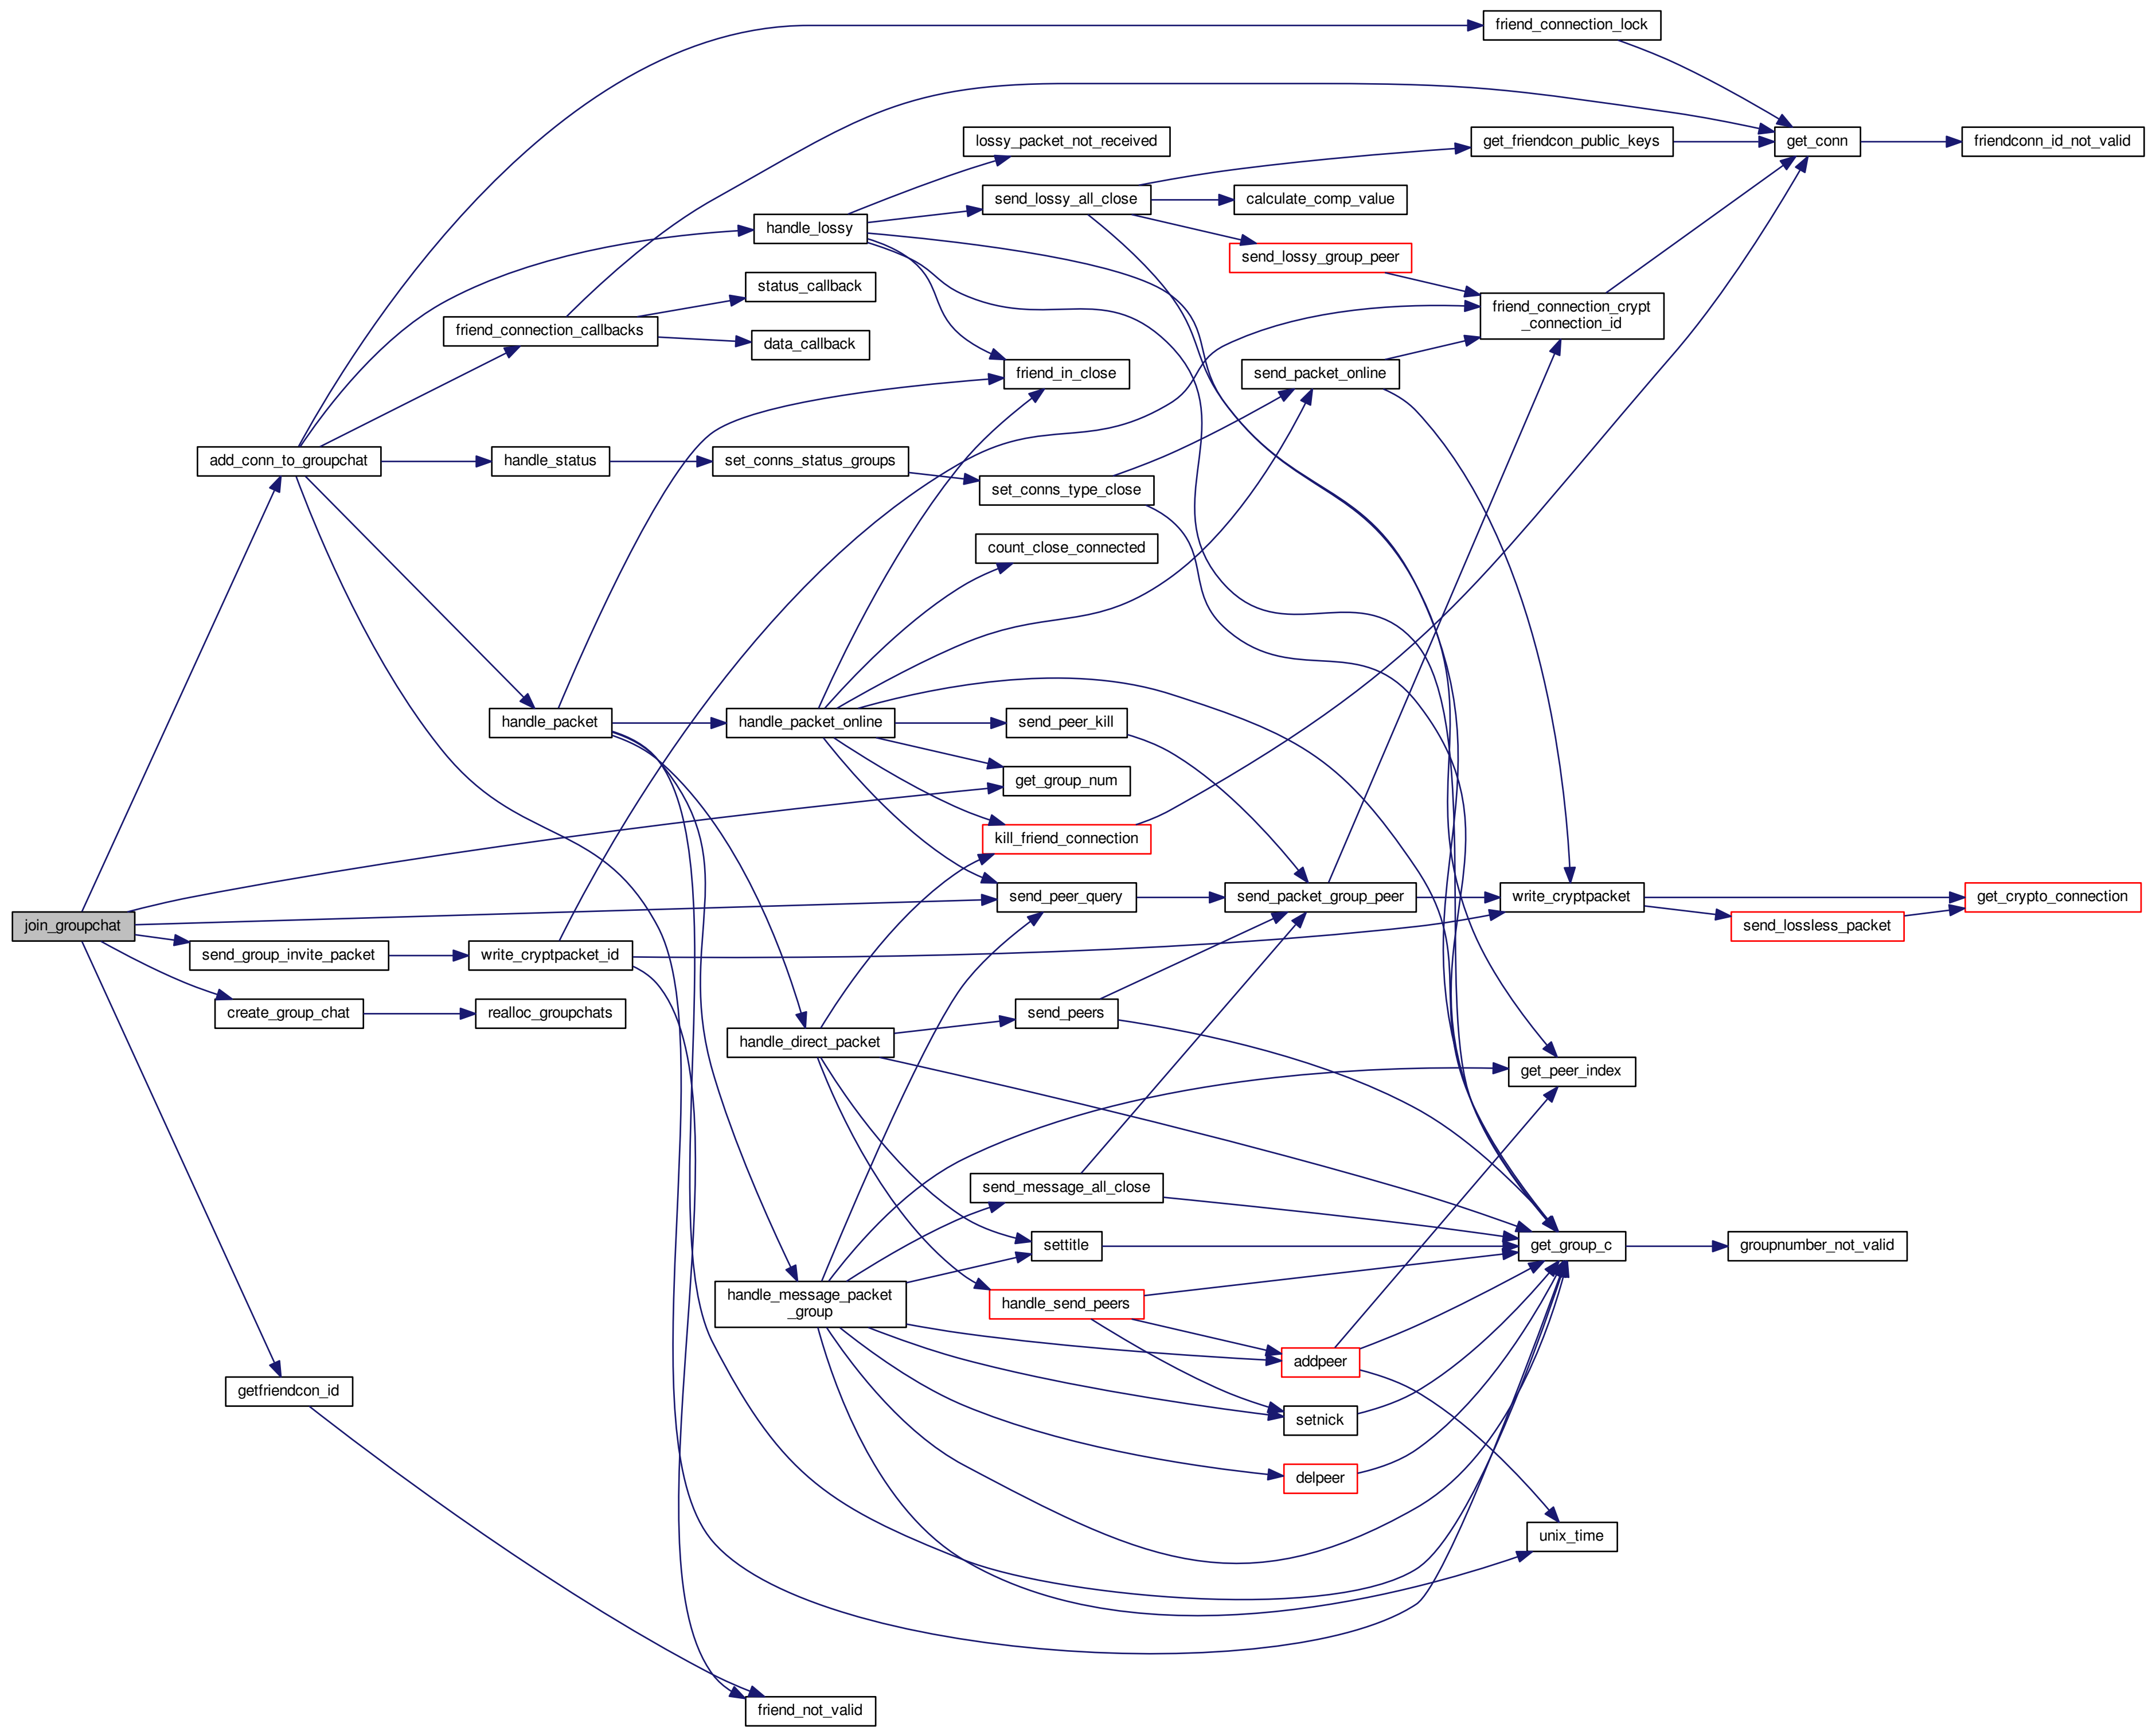 friend_connection_lock
lossy_packet_not_received
get_friendcon_public_keys
get_conn
friendconn_id_not_valid
send_lossy_all_close
calculate_comp_value
handle_lossy
send_lossy_group_peer
status_callback
friend_connection_crypt
_connection_id
friend_connection_callbacks
data_callback
friend_in_close
send_packet_online
add_conn_to_groupchat
handle_status
set_conns_status_groups
set_conns_type_close
count_close_connected
handle_packet
handle_packet_online
send_peer_kill
get_group_num
kill_friend_connection
send_peer_query
send_packet_group_peer
write_cryptpacket
get_crypto_connection
join_groupchat
send_lossless_packet
send_group_invite_packet
write_cryptpacket_id
create_group_chat
realloc_groupchats
send_peers
handle_direct_packet
get_peer_index
send_message_all_close
settitle
get_group_c
groupnumber_not_valid
handle_message_packet
_group
handle_send_peers
addpeer
getfriendcon_id
setnick
delpeer
unix_time
friend_not_valid